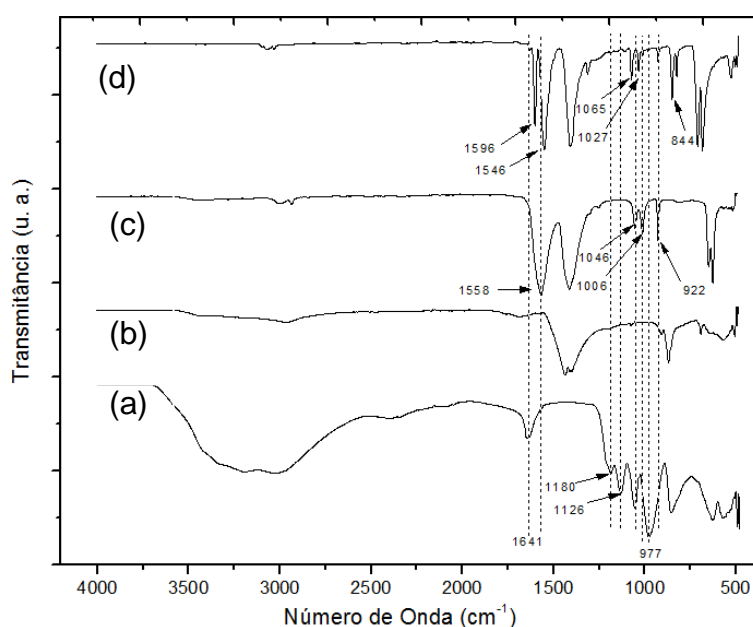 (d)
1065
1027
1596
1546
844
(c)
1046
1006
1558
922
(b)
(a)
1180
1126
1641
977
4000 3500 3000 2500 2000 1500 1000 500
Número de Onda (cm⁻¹)
Transmitância (u. a.)